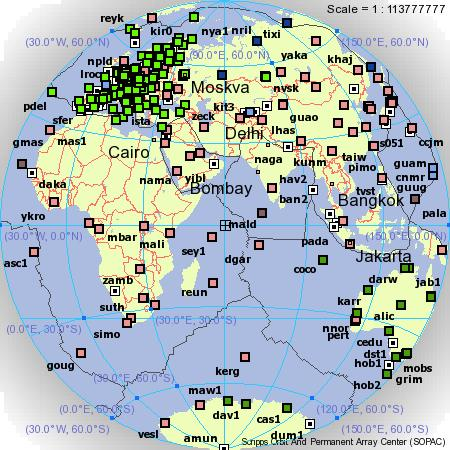 Scale = 1 : 113777777
reyk
kir0
nya1
nril
tixi
(30.0°W, 60.0°N)
(150.0°E, 60.0°N)
yaka
khaj
npld
lroc
Moskva
nvsk
pdel
kit3
guao
sfer
ista
zeck
Delhi
lhas
gmas
mas1
s051
ccjm
Cairo
naga
kunm
taiw
pimo
guam
cnmr
guug
daka
nama
yibl
Bombay
hav2
ban2
tvst
Bangkok
ykro
pala
mald
(30.0°W, 0.0°N)
(150.0°E, 0.0°N)
mbar
mali
sey1
dgar
pada
Jakarta
asc1
coco
zamb
reun
darw
jab1
suth
karr
alic
(0.0°E, 30.0°S)
(30.0°E, 30.0°S)
simo
nnor
pert
cedu
dst1
goug
kerg
hob1
mobs
grim
(30.0°E, 60.0°S)
maw1
hob2
(0.0°E, 60.0°S)
dav1
cas1
(120.0°E, 60.0°S)
(30.0°W, 60.0°S)
vesl
amun
dum1
(150.0°E, 60.0°S)
Scripps Orbit And Permanent Array Center (SOPAC)